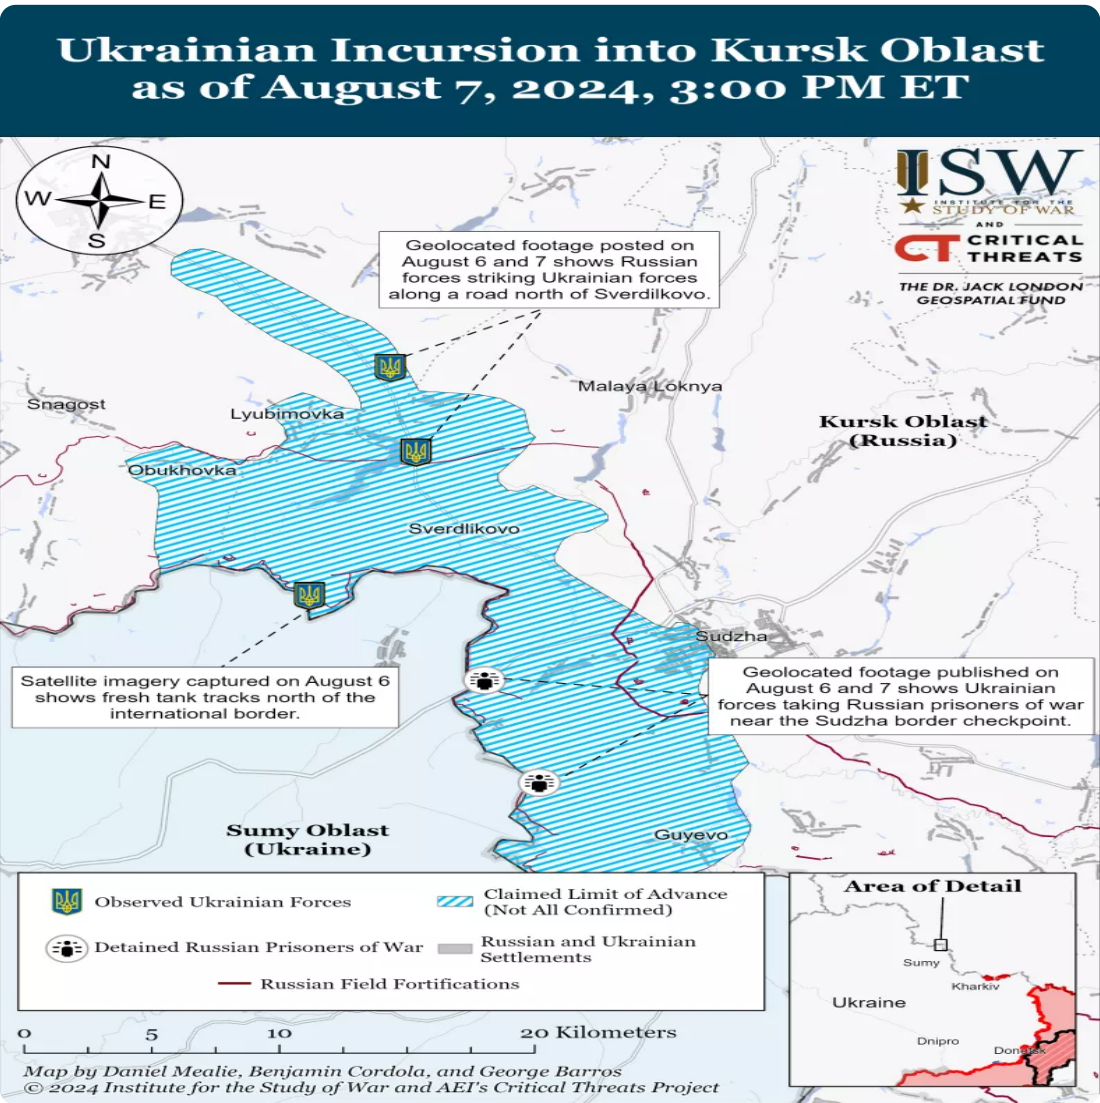 Ukrainian Incursion into Kursk Oblast
as of August 7, 2024, 3:00 PM ET
N
W
E
S
ISW
INSTITUTE FOR THE
STUDY OF WAR
AND
CT CRITICAL
THREATS
THE DR. JACK LONDON
GEOSPATIAL FUND
Geolocated footage posted on
August 6 and 7 shows Russian
forces striking Ukrainian forces
along a road north of Sverdilkovo.
Malaya Loknya
Snagost
Lyubimovka
Kursk Oblast
(Russia)
Obukhovka
Sverdlikovo
Sudzha
Satellite imagery captured on August 6
shows fresh tank tracks north of the
international border.
Geolocated footage published on
August 6 and 7 shows Ukrainian
forces taking Russian prisoners of war
near the Sudzha border checkpoint.
Sumy Oblast
(Ukraine)
Guyevo
Observed Ukrainian Forces
Claimed Limit of Advance
(Not All Confirmed)
Detained Russian Prisoners of War
Russian and Ukrainian
Settlements
Russian Field Fortifications
Area of Detail
Sumy
Kharkiv
Ukraine
Dnipro
Donetsk
0 5 10 20 Kilometers
Map by Daniel Mealie, Benjamin Cordola, and George Barros
© 2024 Institute for the Study of War and AEI's Critical Threats Project